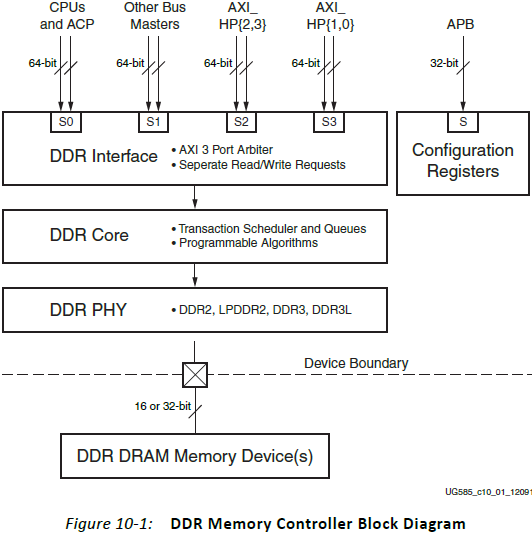 CPUs
and ACP
Other Bus
Masters
AXI_
HP{2,3}
AXI_
HP{1,0}
APB
64-bit
64-bit
64-bit
64-bit
32-bit
S0
S1
S2
S3
S
DDR Interface
• AXI 3 Port Arbiter
• Seperate Read/Write Requests
Configuration
Registers
DDR Core
• Transaction Scheduler and Queues
• Programmable Algorithms
DDR PHY
• DDR2, LPDDR2, DDR3, DDR3L
Device Boundary
16 or 32-bit
DDR DRAM Memory Device(s)
UG585_c10_01_12091
Figure 10-1: DDR Memory Controller Block Diagram